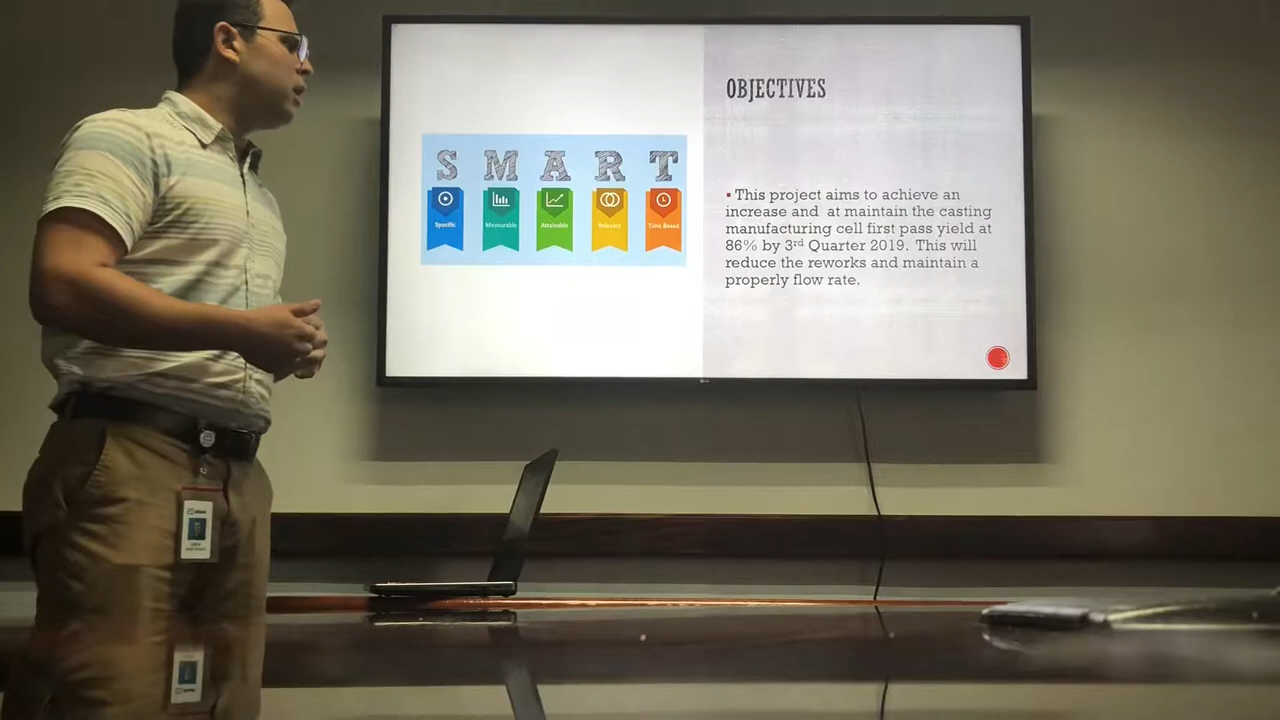 OBJECTIVES
S M A R T
Specific Measurable Attainable Relevant Time Based
▪ This project aims to achieve an
increase and at maintain the casting
manufacturing cell first pass yield at
86% by 3rd Quarter 2019. This will
reduce the reworks and maintain a
properly flow rate.
LG